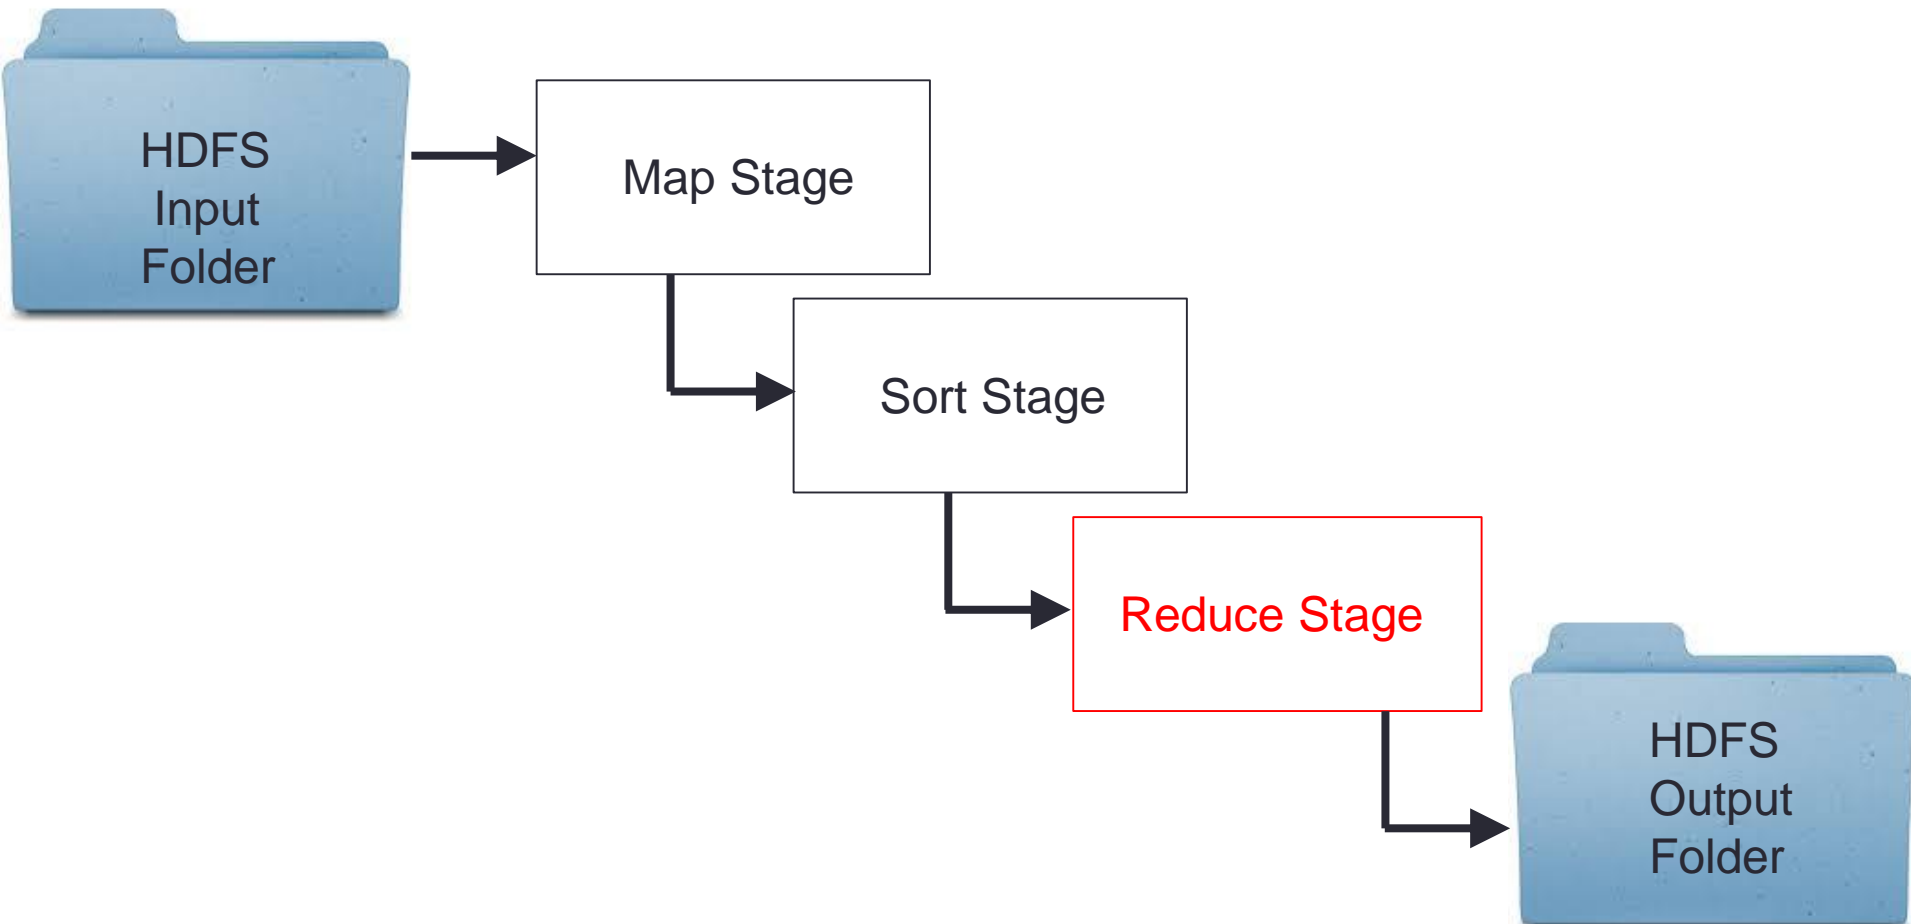 HDFS
Input
Folder
Map Stage
Sort Stage
Reduce Stage
HDFS
Output
Folder